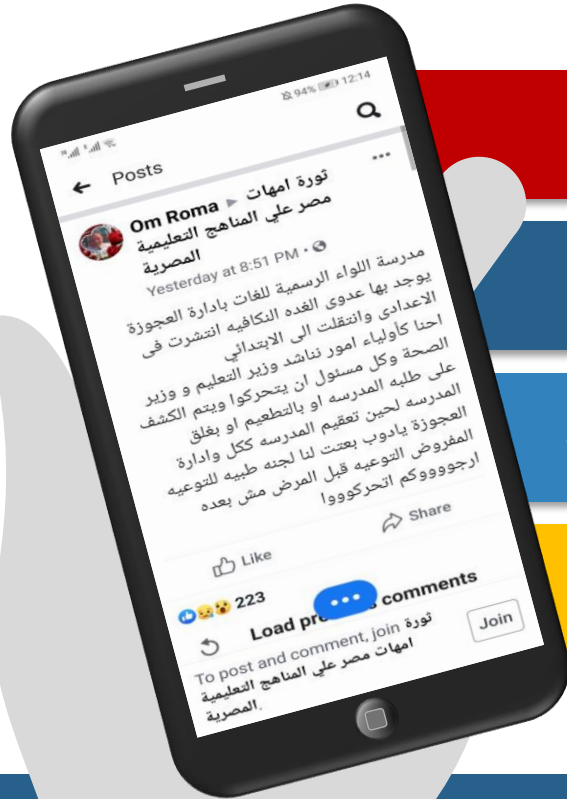 94% 12:14
Posts
Om Roma ▸ ثورة امهات
مصر علي المناهج التعليمية
المصرية
Yesterday at 8:51 PM
مدرسة اللواء الرسمية للغات بادارة العجوزة
يوجد بها عدوى الغده النكافيه انتشرت فى
الاعدادى وانتقلت الى الابتدائي
احنا كأولياء امور نناشد وزير التعليم و وزير
الصحة وكل مسئول ان يتحركوا ويتم الكشف
على طلبه المدرسه او بالتطعيم او بغلق
المدرسه لحين تعقيم المدرسه ككل وادارة
العجوزة يادوب بعتت لنا لجنه طبيه للتوعيه
المفروض التوعيه قبل المرض مش بعده
ارجوووووكم اتحركوووا
Like Share
223
Load comments
To post and comment, join ثورة
امهات مصر علي المناهج التعليمية
المصرية.
Join